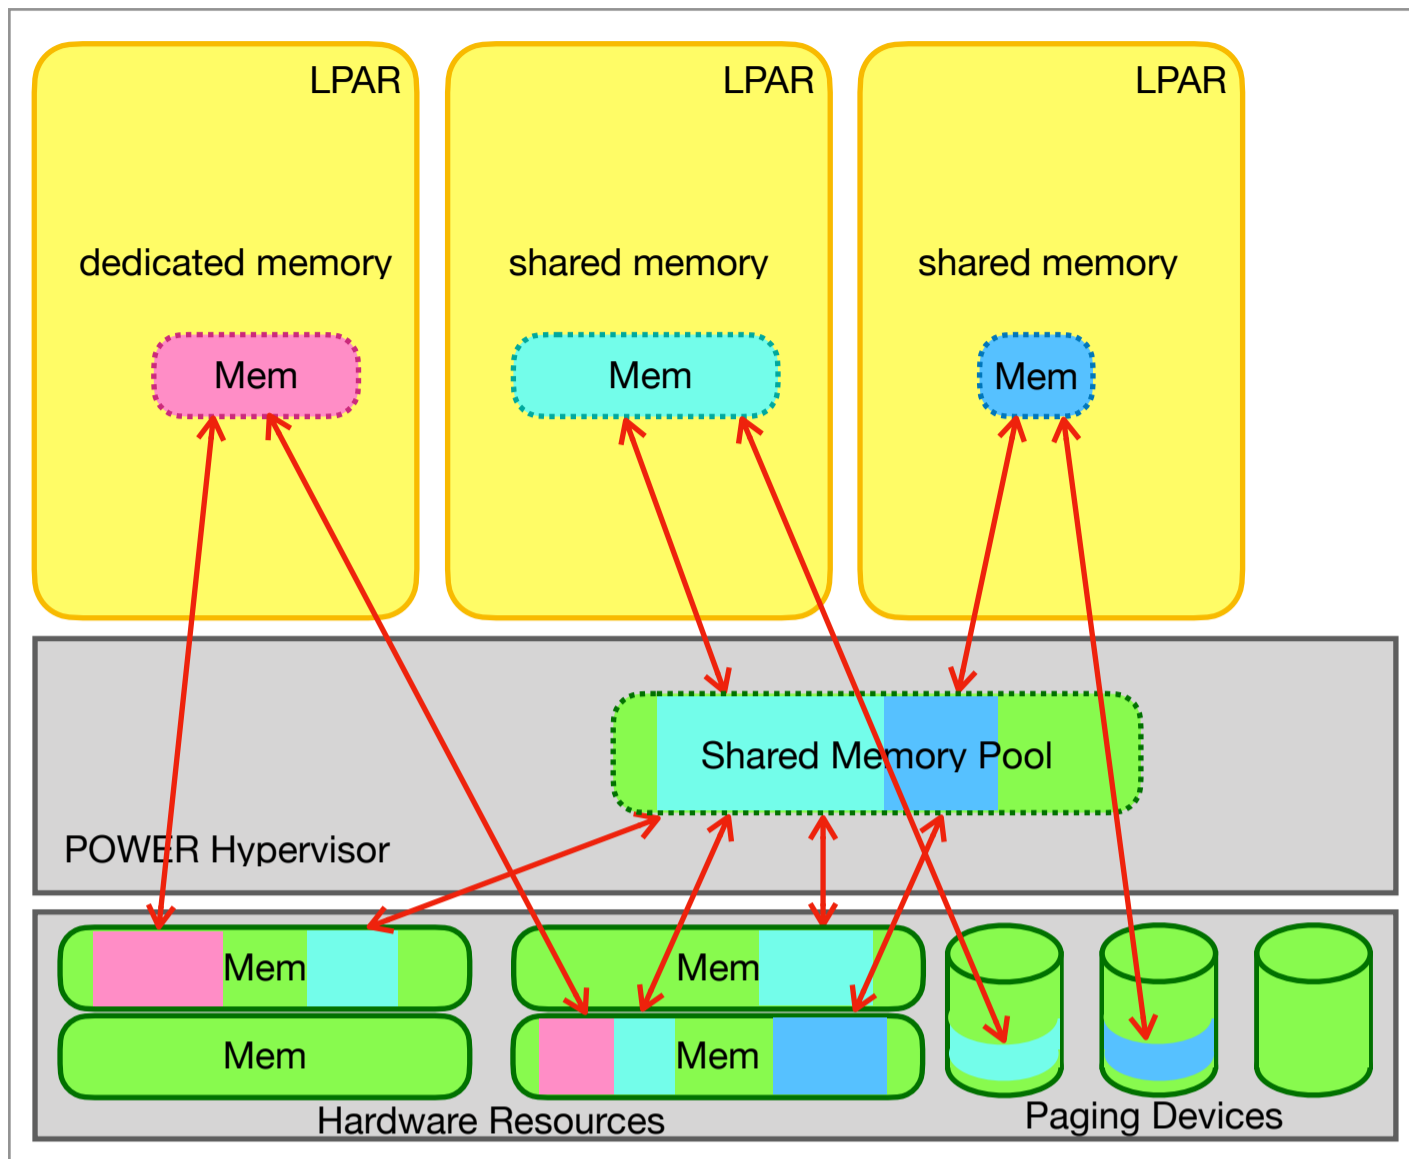 LPAR
LPAR
LPAR
dedicated memory
shared memory
shared memory
Mem
Mem
Mem
Shared Memory Pool
POWER Hypervisor
Mem
Mem
Mem
Mem
Hardware Resources
Paging Devices